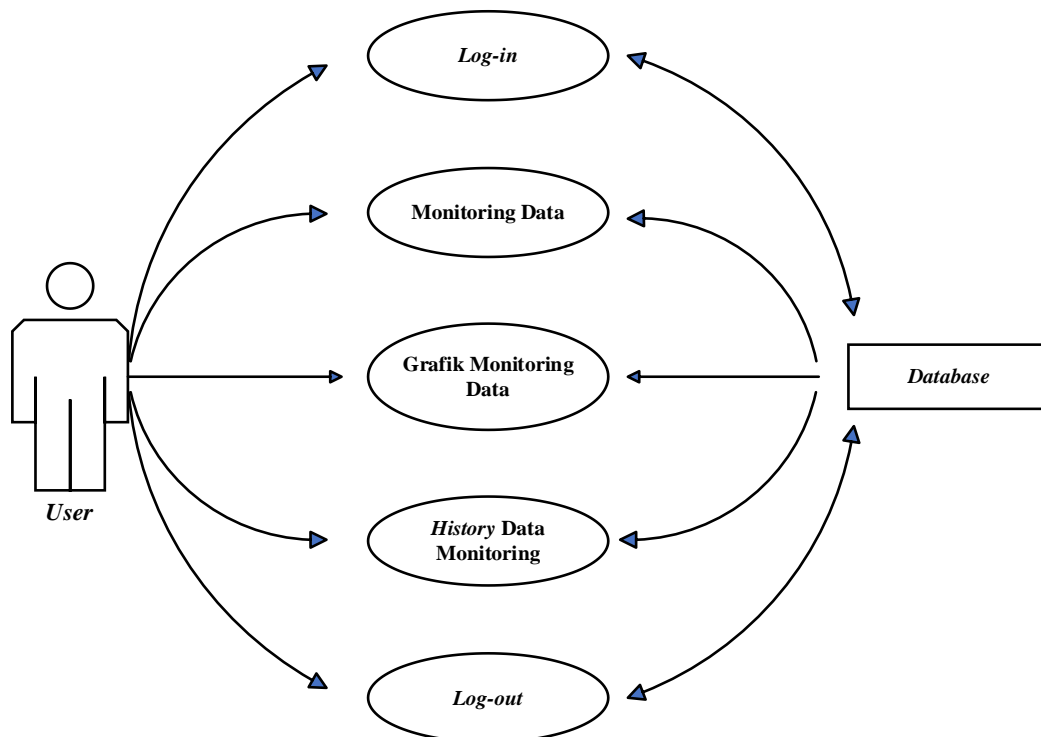 Log-in
Monitoring Data
Grafik Monitoring
Data
Database
User
History Data
Monitoring
Log-out